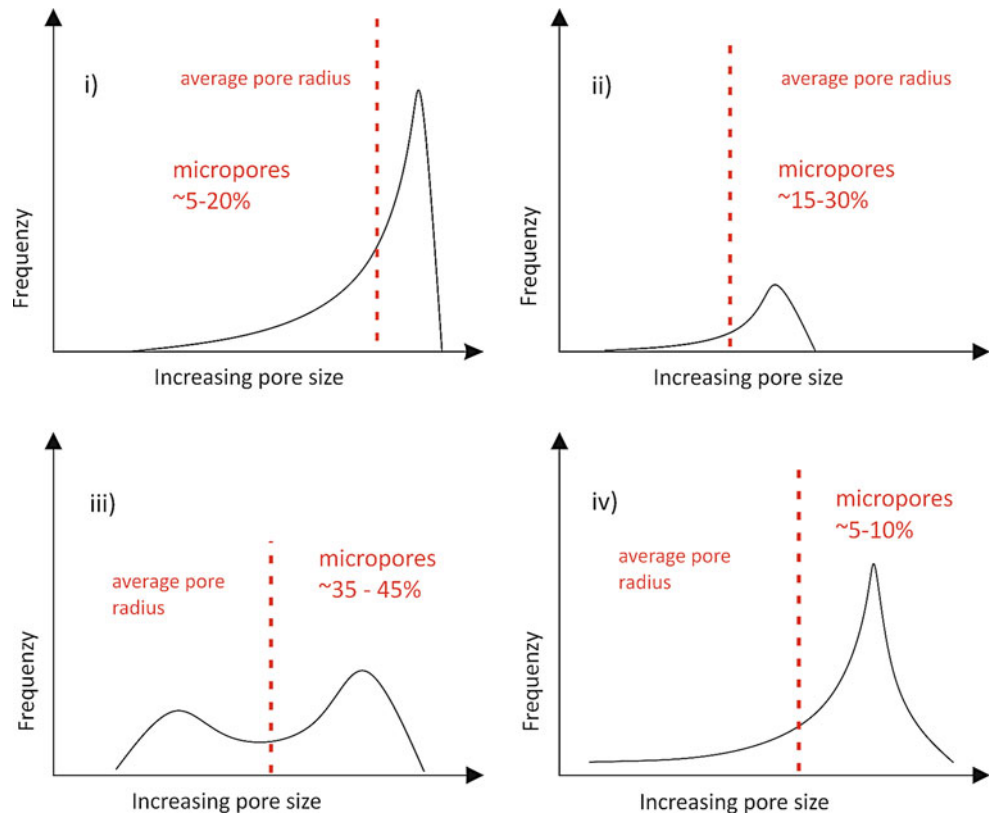 i)
average pore radius
micropores
~5-20%
Frequenzy
Increasing pore size
ii)
average pore radius
micropores
~15-30%
Frequenzy
Increasing pore size
iii)
average pore
radius
micropores
~35 - 45%
Frequenzy
Increasing pore size
iv)
average pore
radius
micropores
~5-10%
Frequenzy
Increasing pore size